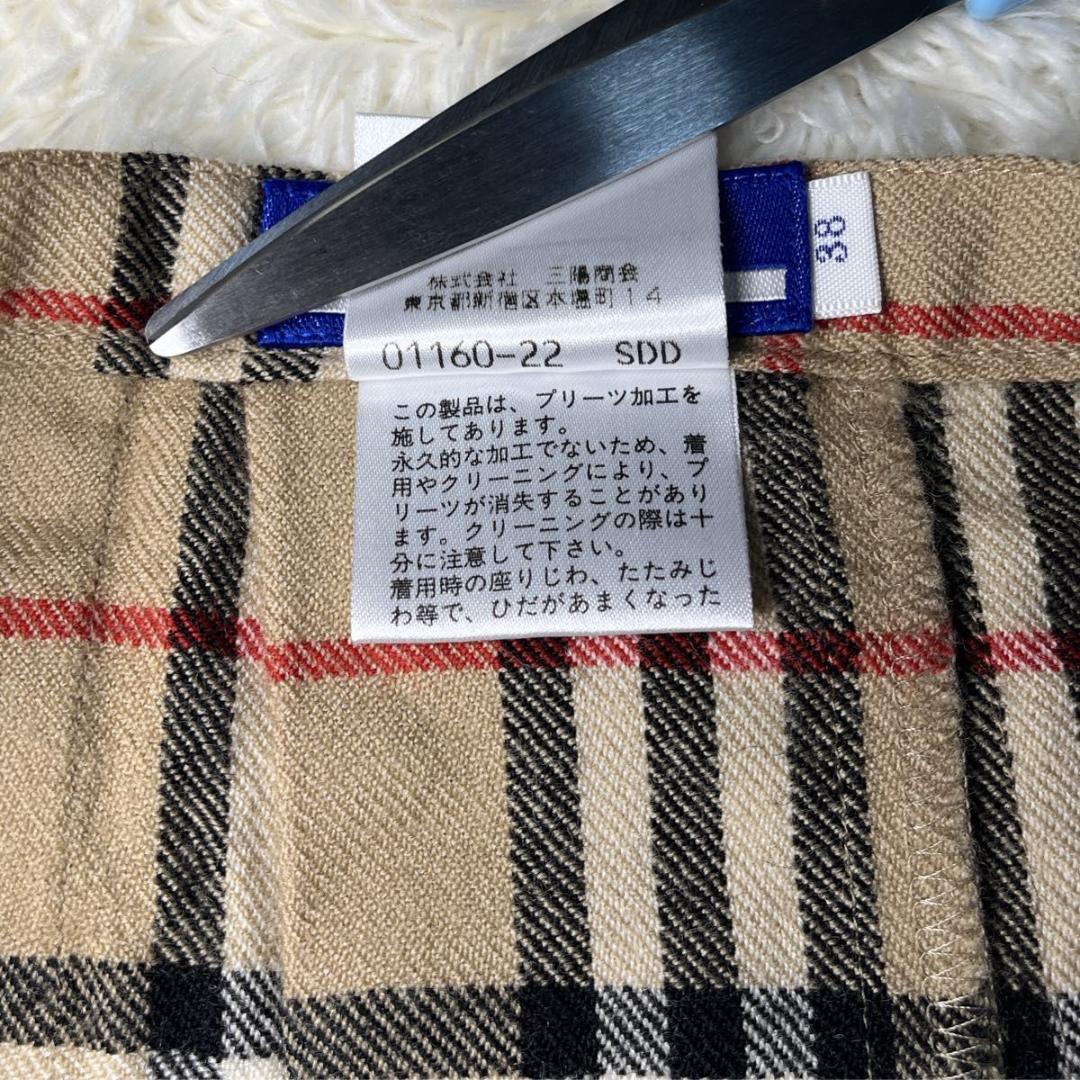 株式会社 三陽商会
東京都新宿区本塩町14
01160-22 SDD
この製品は、プリーツ加工を
施してあります。
永久的な加工でないため、着
用やクリーニングにより、プ
リーツが消失することがあり
ます。クリーニングの際は十
分に注意して下さい。
着用時の座りじわ、たたみじ
わ等で、ひだがあまくなった
38